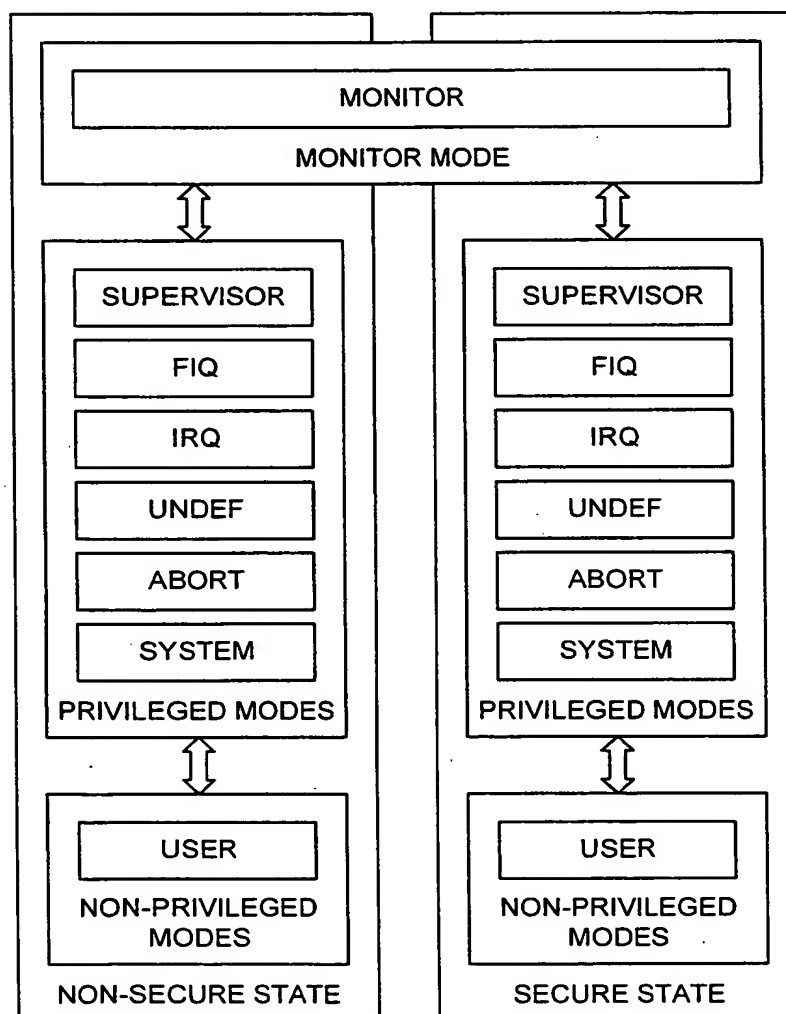 MONITOR
MONITOR MODE
SUPERVISOR
FIQ
IRQ
UNDEF
ABORT
SYSTEM
PRIVILEGED MODES
USER
NON-PRIVILEGED
MODES
NON-SECURE STATE
SUPERVISOR
FIQ
IRQ
UNDEF
ABORT
SYSTEM
PRIVILEGED MODES
USER
NON-PRIVILEGED
MODES
SECURE STATE